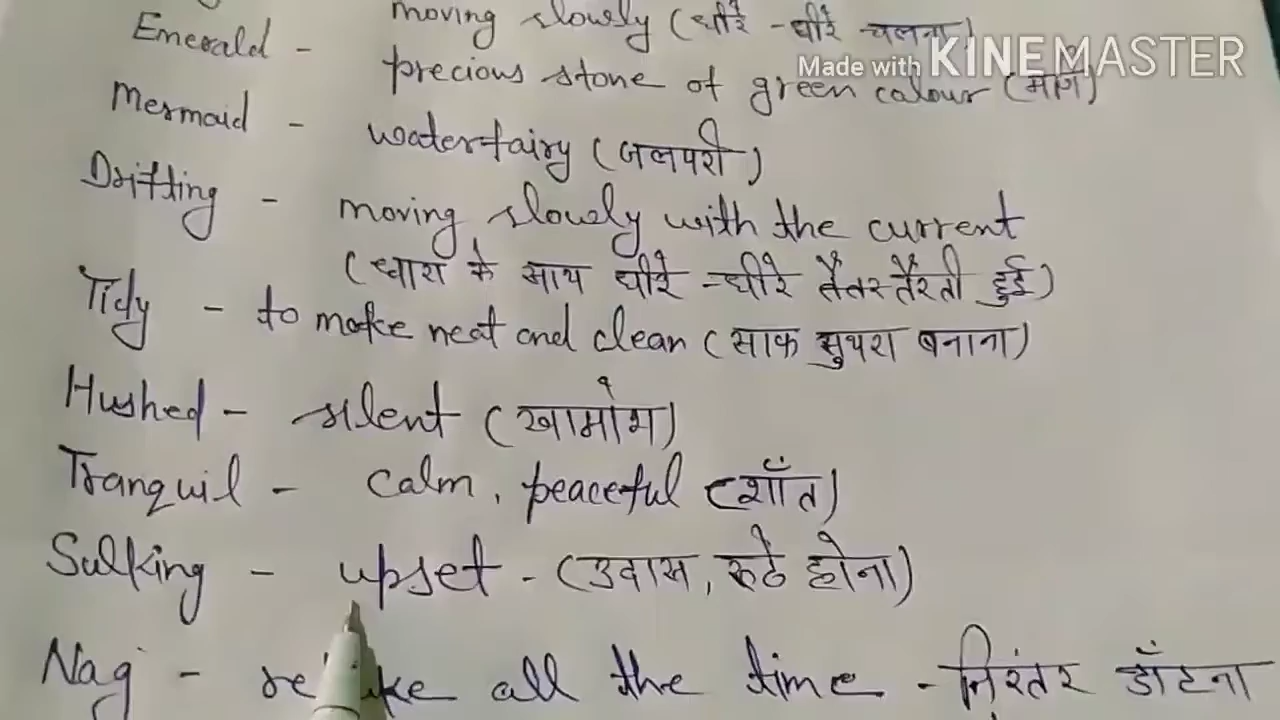 moving slowly (धीरे -धीरे चलना)
Made with KINEMASTER
Emerald - precious stone of green colour (मणि)
Mermaid - waterfairy (जलपरी)
Drifting - moving slowly with the current
(धारा के साथ धीरे -धीरे तैरती हुई)
Tidy - to make neat and clean (साफ सुथरा बनाना)
Hushed - silent (खामोश)
Tranquil - calm, peaceful (शाँत)
Sulking - upset - (उदास, रूठे होना)
Nag - all the time - निरंतर डाँटना